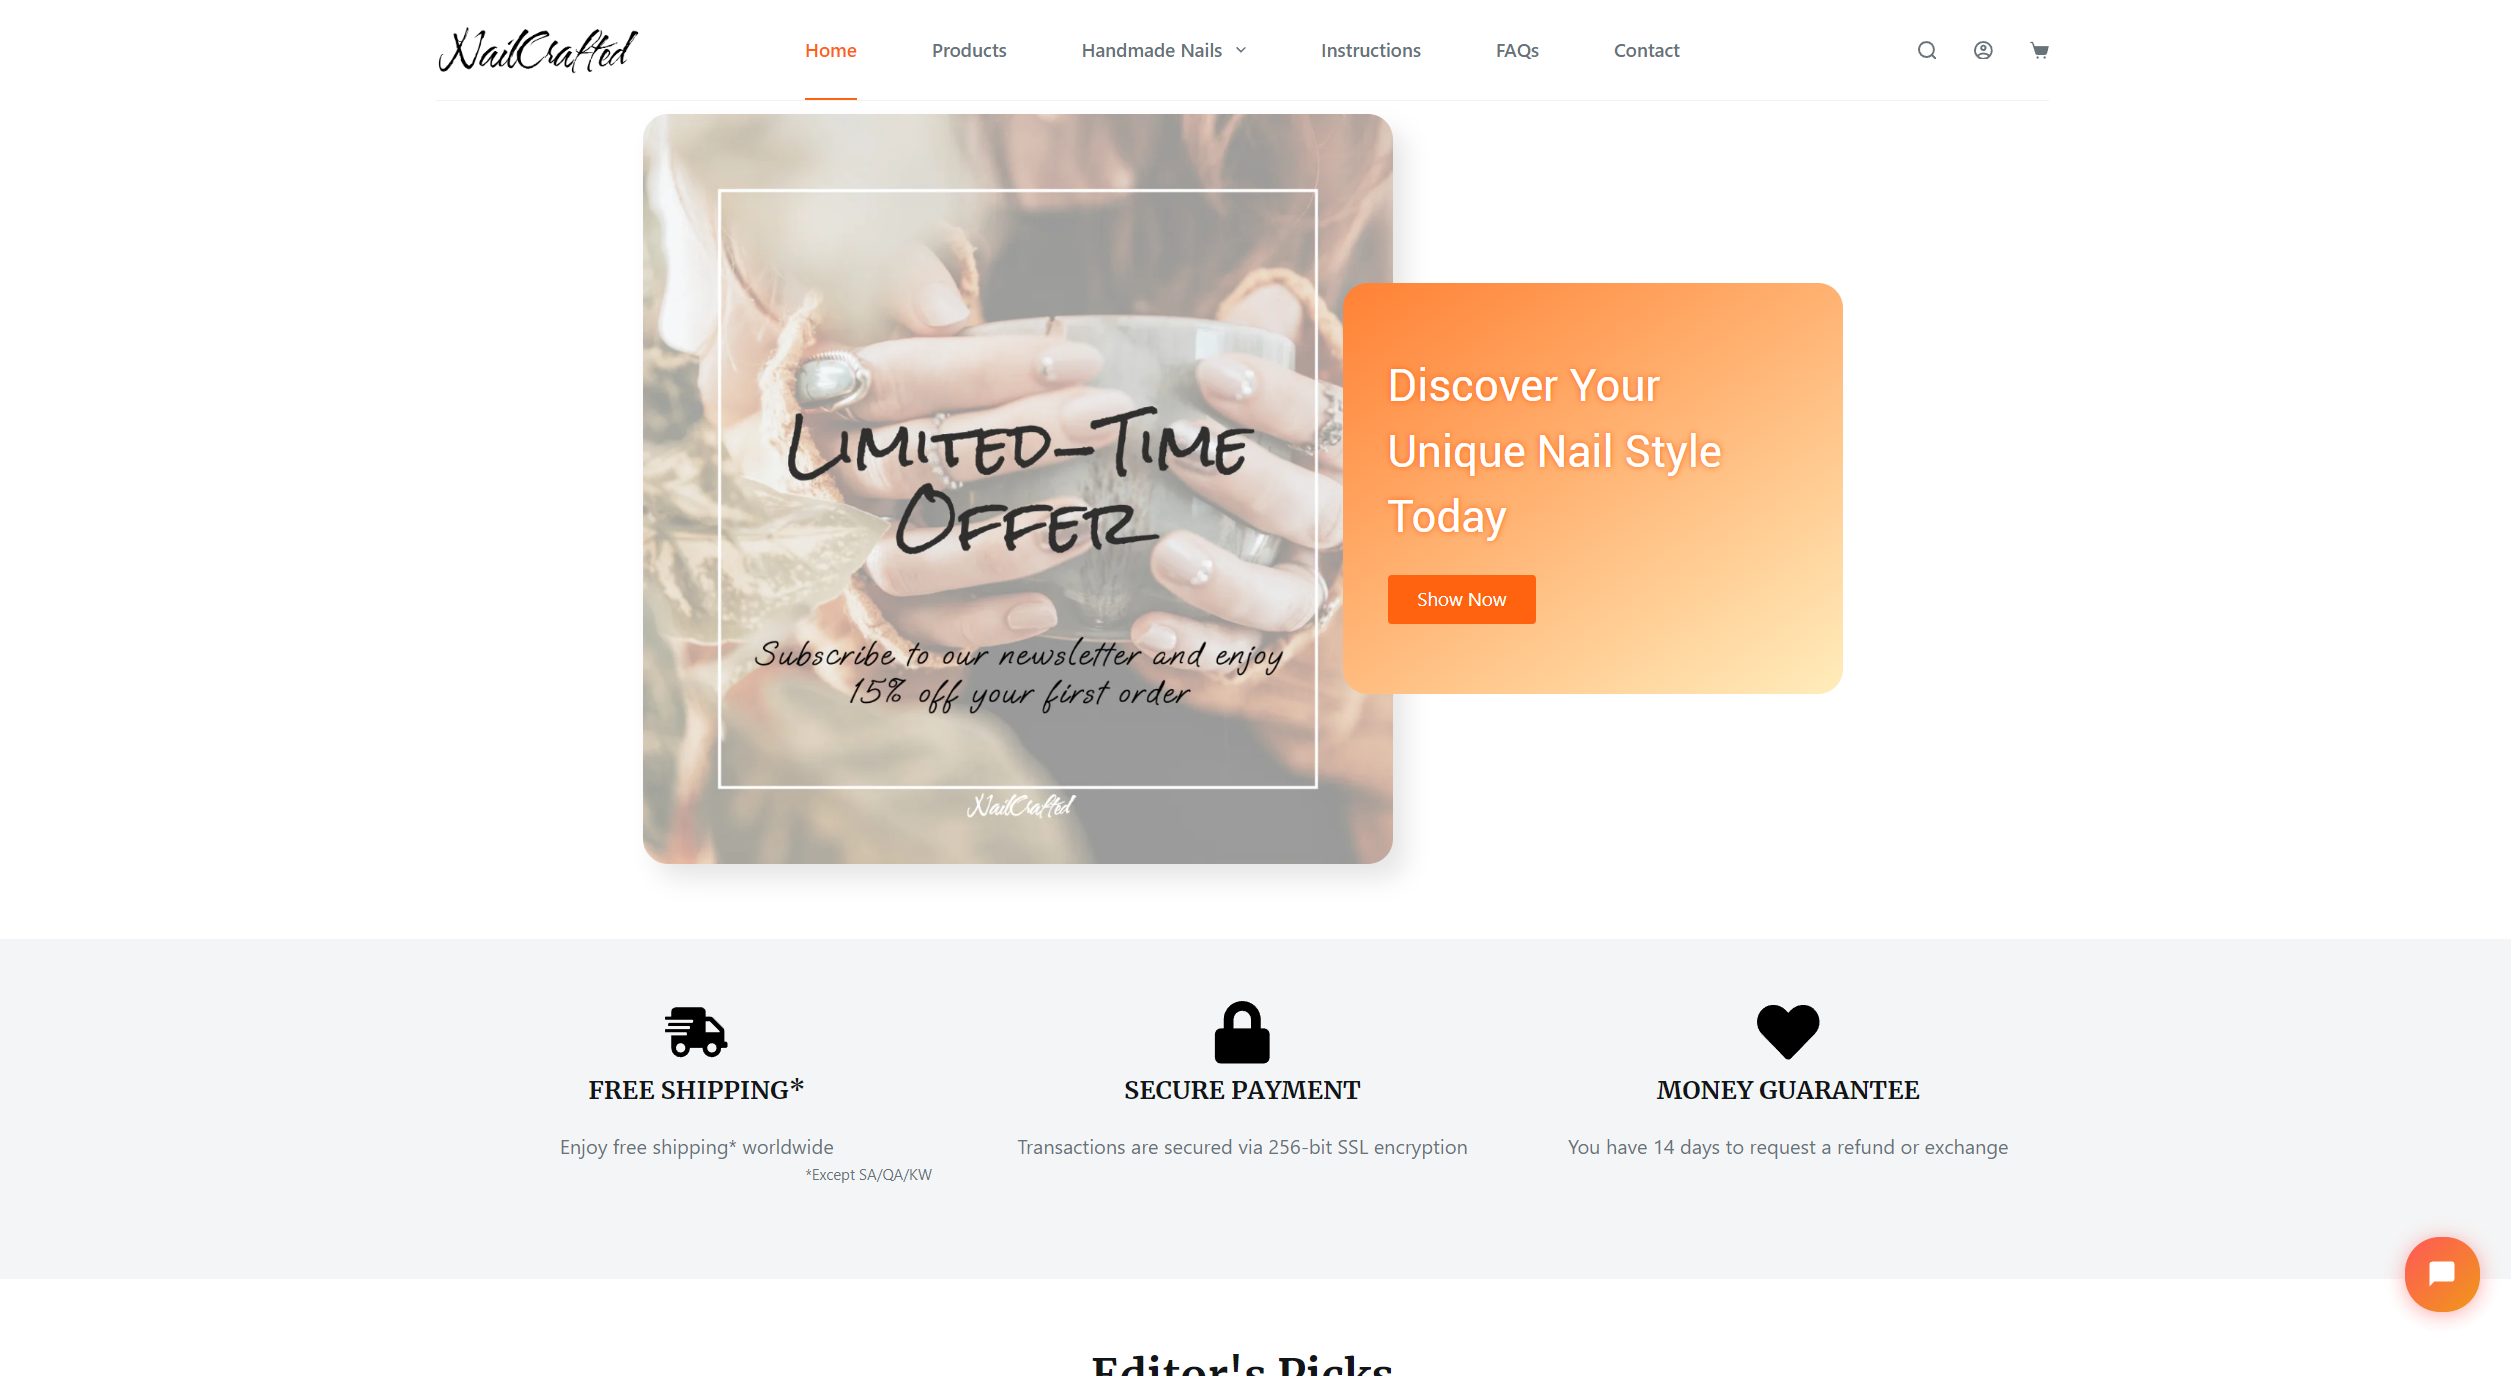 NailCrafted
Home
Products
Handmade Nails
Instructions
FAQs
Contact
Limited-Time
Offer
Subscribe to our newsletter and enjoy
15% off your first order
NailCrafted
Discover Your
Unique Nail Style
Today
Show Now
FREE SHIPPING*
Enjoy free shipping* worldwide
*Except SA/QA/KW
SECURE PAYMENT
Transactions are secured via 256-bit SSL encryption
MONEY GUARANTEE
You have 14 days to request a refund or exchange
Editor's Picks